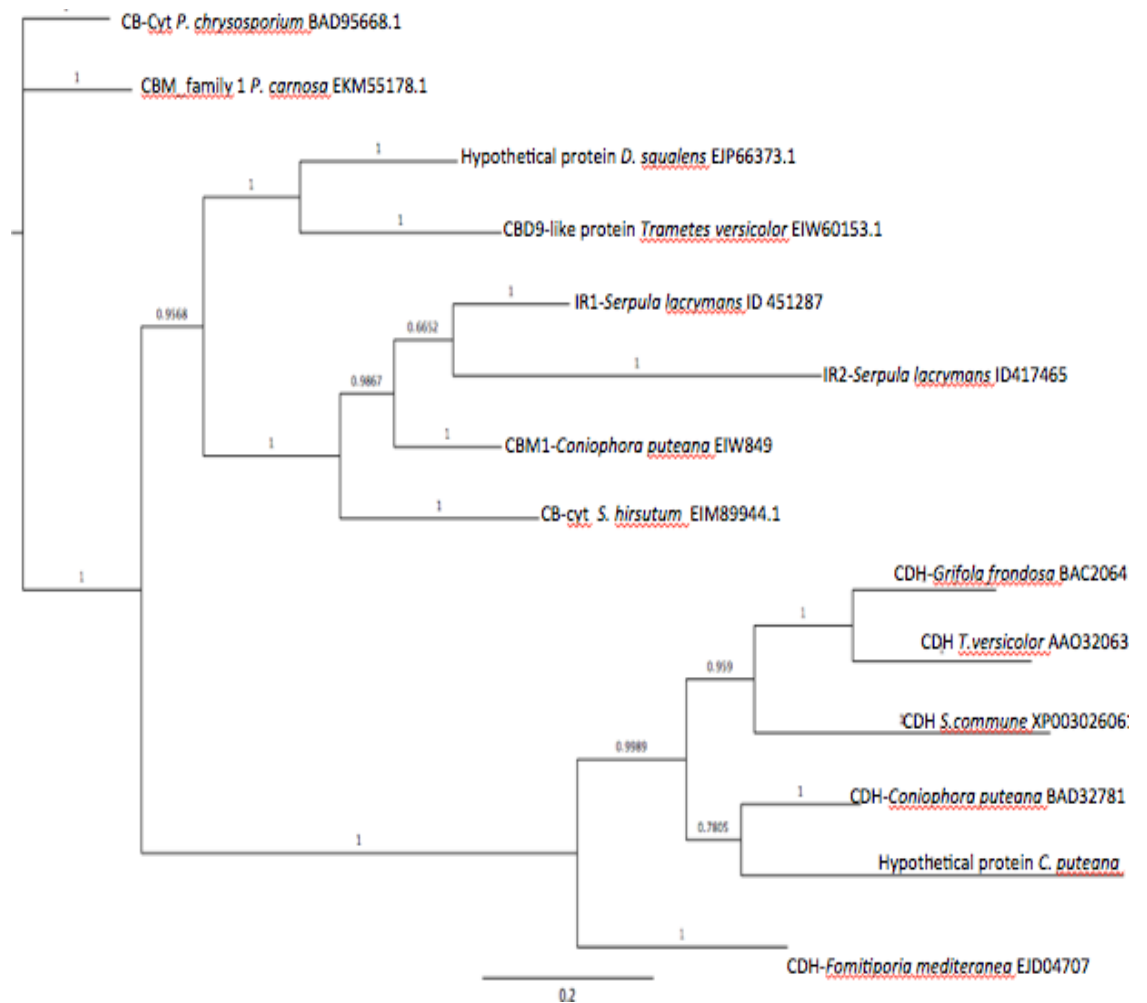 CB-Cyt P. chrysosporium BAD95668.1
1
CBM_family 1 P. carnosa EKM55178.1
1
Hypothetical protein D. squalens EJP66373.1
1
1
CBD9-like protein Trametes versicolor EIW60153.1
1
IR1-Serpula lacrymans ID 451287
0.9568
0.6652
1
IR2-Serpula lacrymans ID417465
0.9867
1
CBM1-Coniophora puteana EIW849
1
1
CB-cyt S. hirsutum EIM89944.1
1
CDH-Grifola frondosa BAC2064
1
CDH T.versicolor AAO32063
0.959
CDH S.commune XP003026061
0.9989
1
CDH-Coniophora puteana BAD32781
0.7805
1
Hypothetical protein C. puteana
1
CDH-Fomitiporia mediteranea EJD04707
0.2